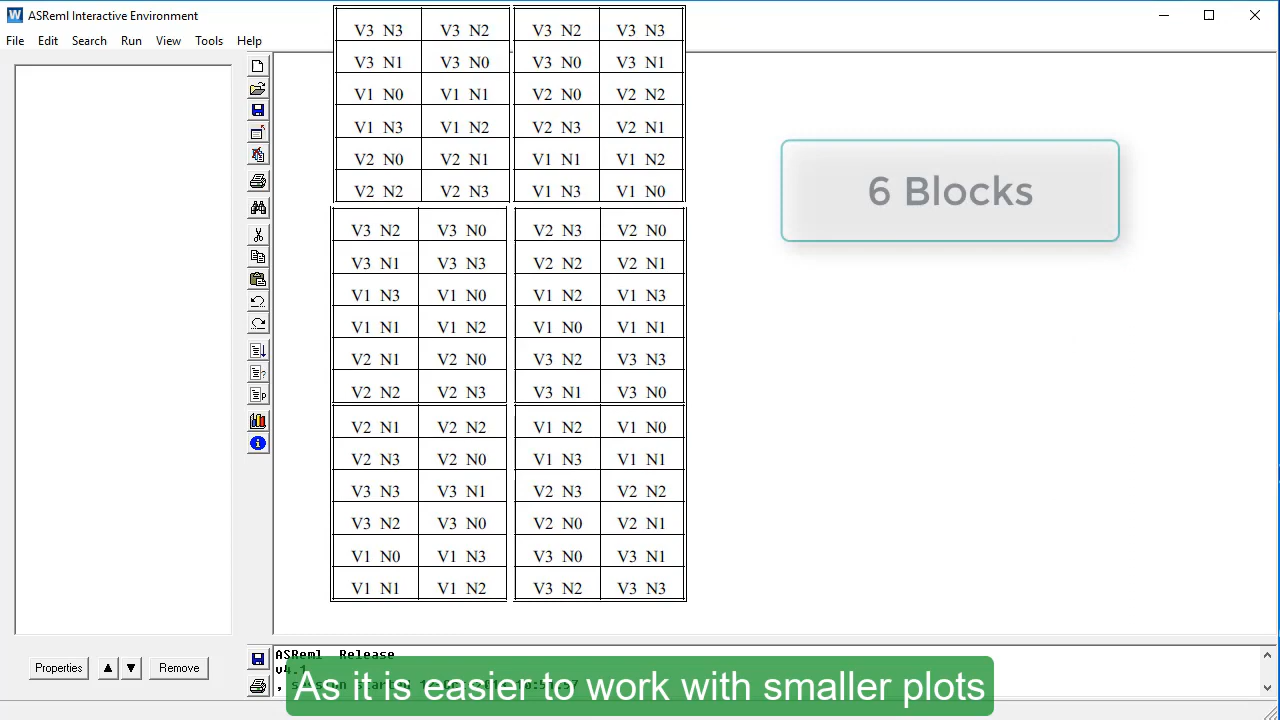 ASReml Interactive Environment
File Edit Search Run View Tools Help
V3 N3 V3 N2 V3 N2 V3 N3
V3 N1 V3 N0 V3 N0 V3 N1
V1 N0 V1 N1 V2 N0 V2 N2
V1 N3 V1 N2 V2 N3 V2 N1
V2 N0 V2 N1 V1 N1 V1 N2
V2 N2 V2 N3 V1 N3 V1 N0
V3 N2 V3 N0 V2 N3 V2 N0
V3 N1 V3 N3 V2 N2 V2 N1
V1 N3 V1 N0 V1 N2 V1 N3
V1 N1 V1 N2 V1 N0 V1 N1
V2 N1 V2 N0 V3 N2 V3 N3
V2 N2 V2 N3 V3 N1 V3 N0
V2 N1 V2 N2 V1 N2 V1 N0
V2 N3 V2 N0 V1 N3 V1 N1
V3 N3 V3 N1 V2 N3 V2 N2
V3 N2 V3 N0 V2 N0 V2 N1
V1 N0 V1 N3 V3 N0 V3 N1
V1 N1 V1 N2 V3 N2 V3 N3
6 Blocks
Properties Remove
ASReml Release
v4.1
As it is easier to work with smaller plots